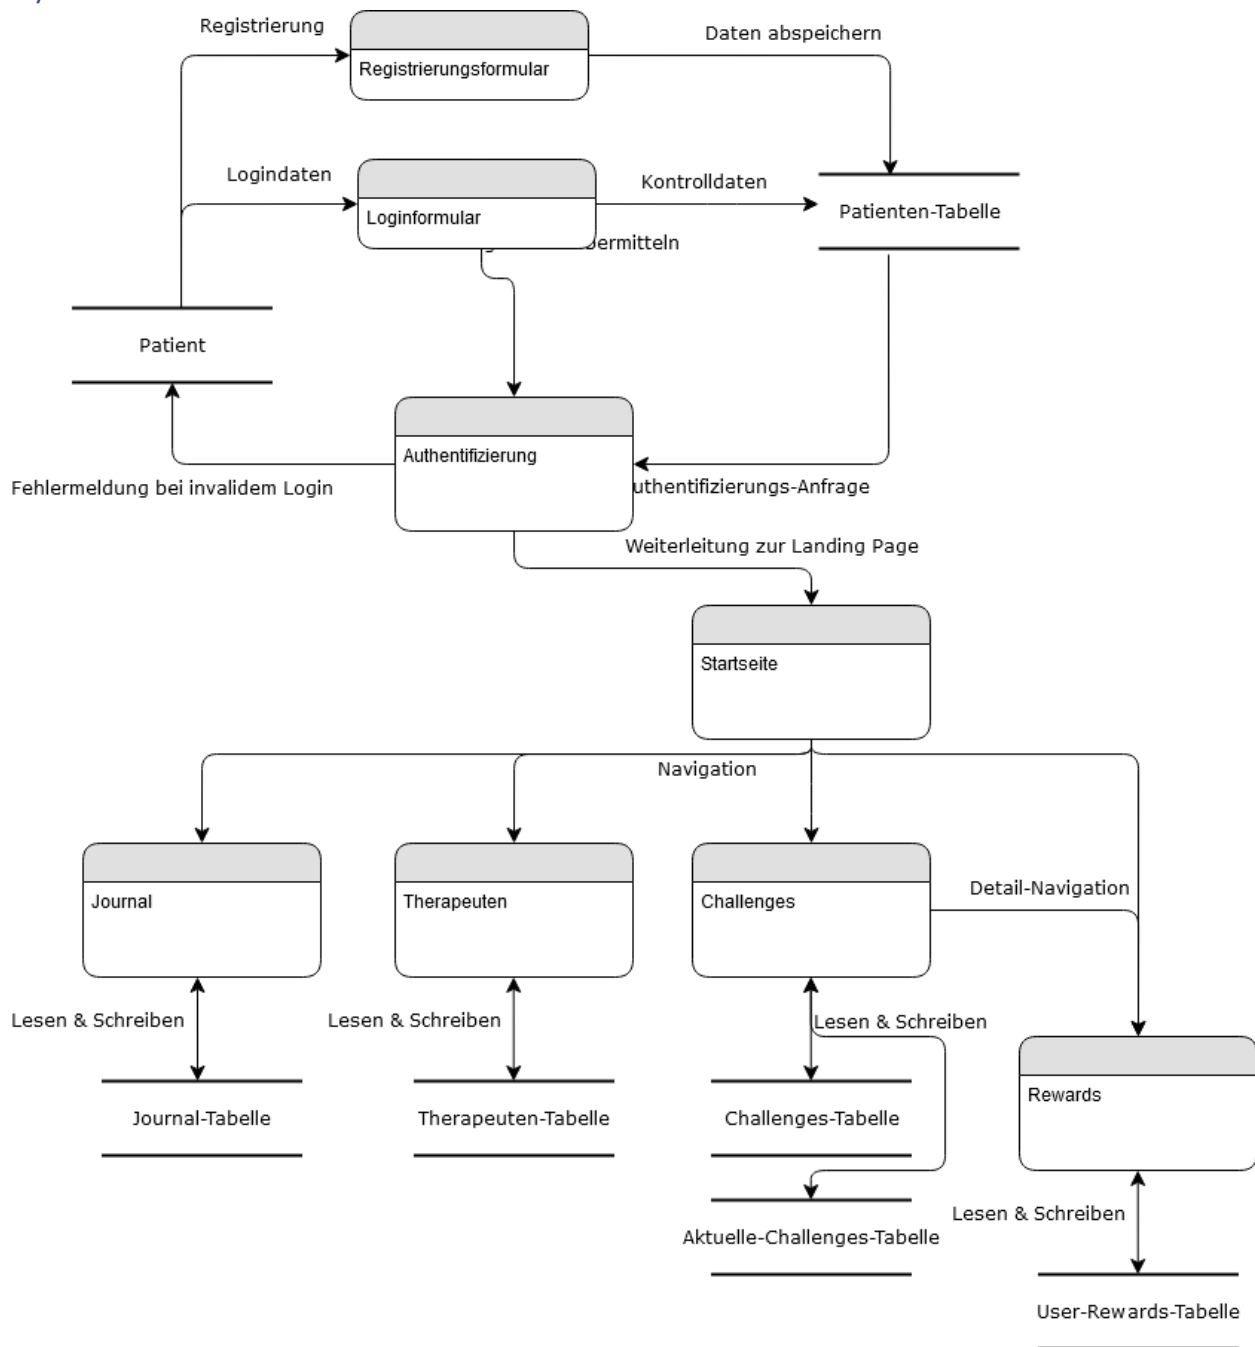 Registrierung
Daten abspeichern
Registrierungsformular
Logindaten
Kontrolldaten
Patienten-Tabelle
Loginformular
ermitteln
Patient
Authentifizierung
Fehlermeldung bei invalidem Login
uthentifizierungs-Anfrage
Weiterleitung zur Landing Page
Startseite
Navigation
Journal
Therapeuten
Challenges
Detail-Navigation
Lesen & Schreiben
Lesen & Schreiben
Lesen & Schreiben
Rewards
Journal-Tabelle
Therapeuten-Tabelle
Challenges-Tabelle
Lesen & Schreiben
Aktuelle-Challenges-Tabelle
User-Rewards-Tabelle